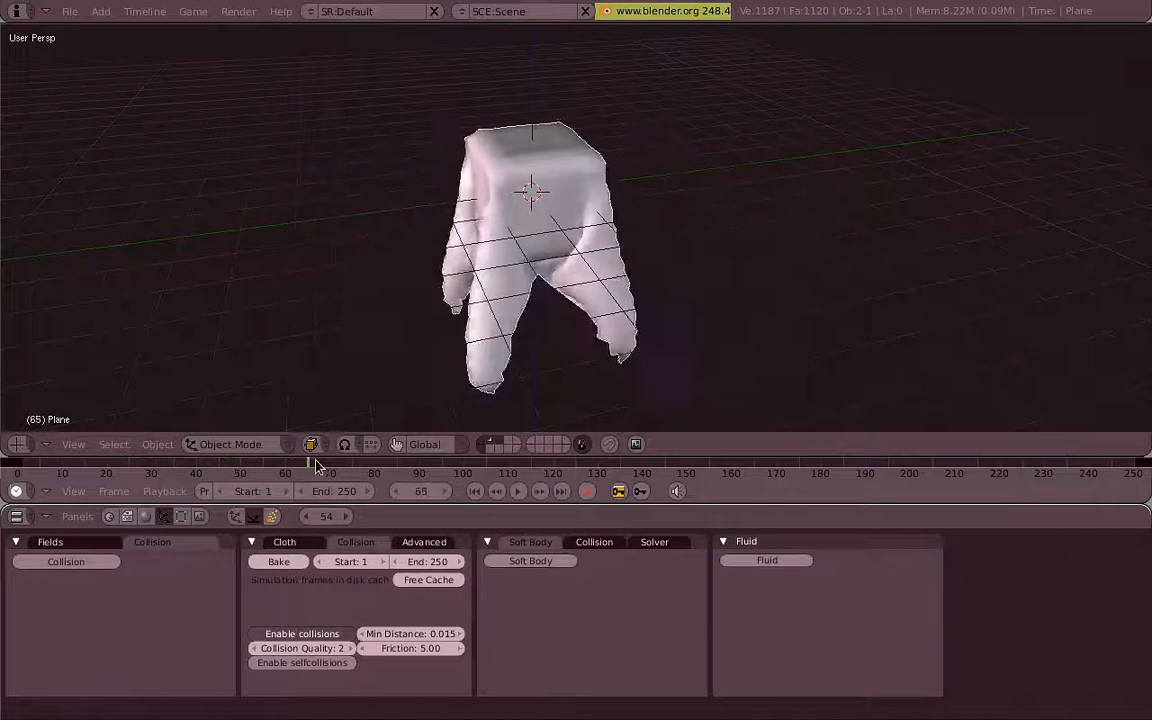 File Add Timeline Game Render Help SR:Default SCE:Scene www.blender.org 248.4 Ve:1187 | Fa:1120 | Ob:2-1 | La:0 | Mem:8.22M (0.09M) | Time: | Plane
User Persp
(65) Plane
View Select Object Object Mode Global
0 10 20 30 40 50 60 70 80 90 100 110 120 130 140 150 160 170 180 190 200 210 220 230 240 250
View Frame Playback Pr Start: 1 End: 250 65
Panels 54
Fields Collision Cloth Collision Advanced Soft Body Collision Solver Fluid
Collision Bake Start: 1 End: 250 Soft Body Fluid
Simulation frames in disk cach Free Cache
Enable collisions Min Distance: 0.015
Collision Quality: 2 Friction: 5.00
Enable selfcollisions